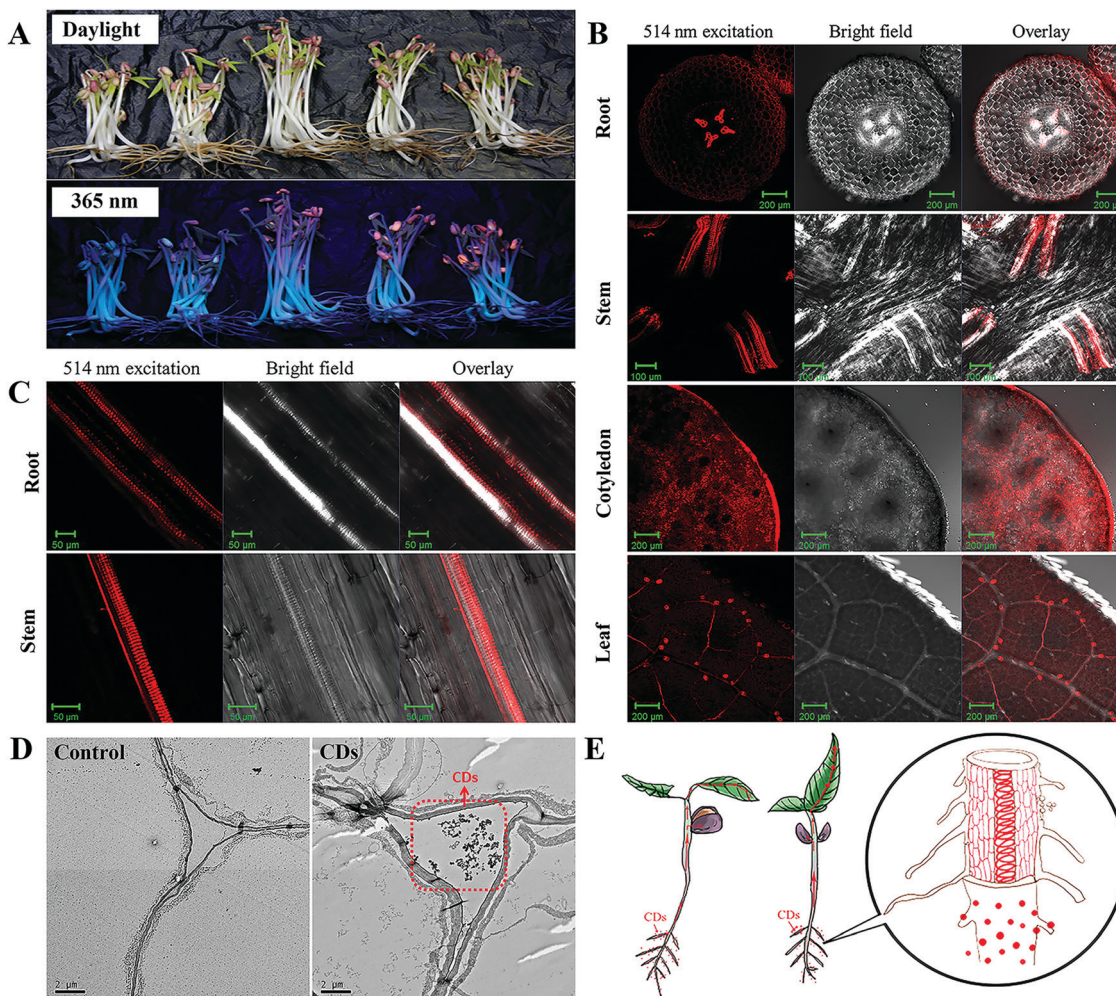 A
Daylight
365 nm
B
514 nm excitation Bright field Overlay
Root
200 µm 200 µm 200 µm
Stem
100 µm 100 µm 100 µm
Cotyledon
200 µm 200 µm 200 µm
Leaf
200 µm 200 µm 200 µm
C
514 nm excitation Bright field Overlay
Root
50 µm 50 µm 50 µm
Stem
50 µm 50 µm 50 µm
D
Control
2 µm
CDs
CDs
2 µm
E
CDs
CDs